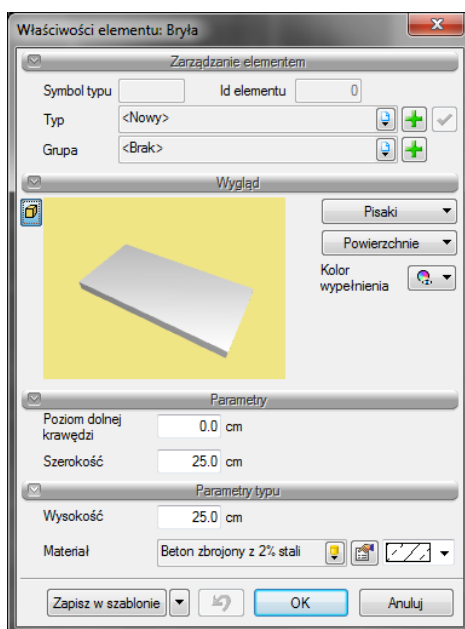 Właściwości elementu: Bryła
Zarządzanie elementem
Symbol typu Id elementu 0
Typ <Nowy>
Grupa <Brak>
Wygląd
Pisaki
Powierzchnie
Kolor
wypełnienia
Parametry
Poziom dolnej
krawędzi 0.0 cm
Szerokość 25.0 cm
Parametry typu
Wysokość 25.0 cm
Materiał Beton zbrojony z 2% stali
Zapisz w szablonie OK Anuluj